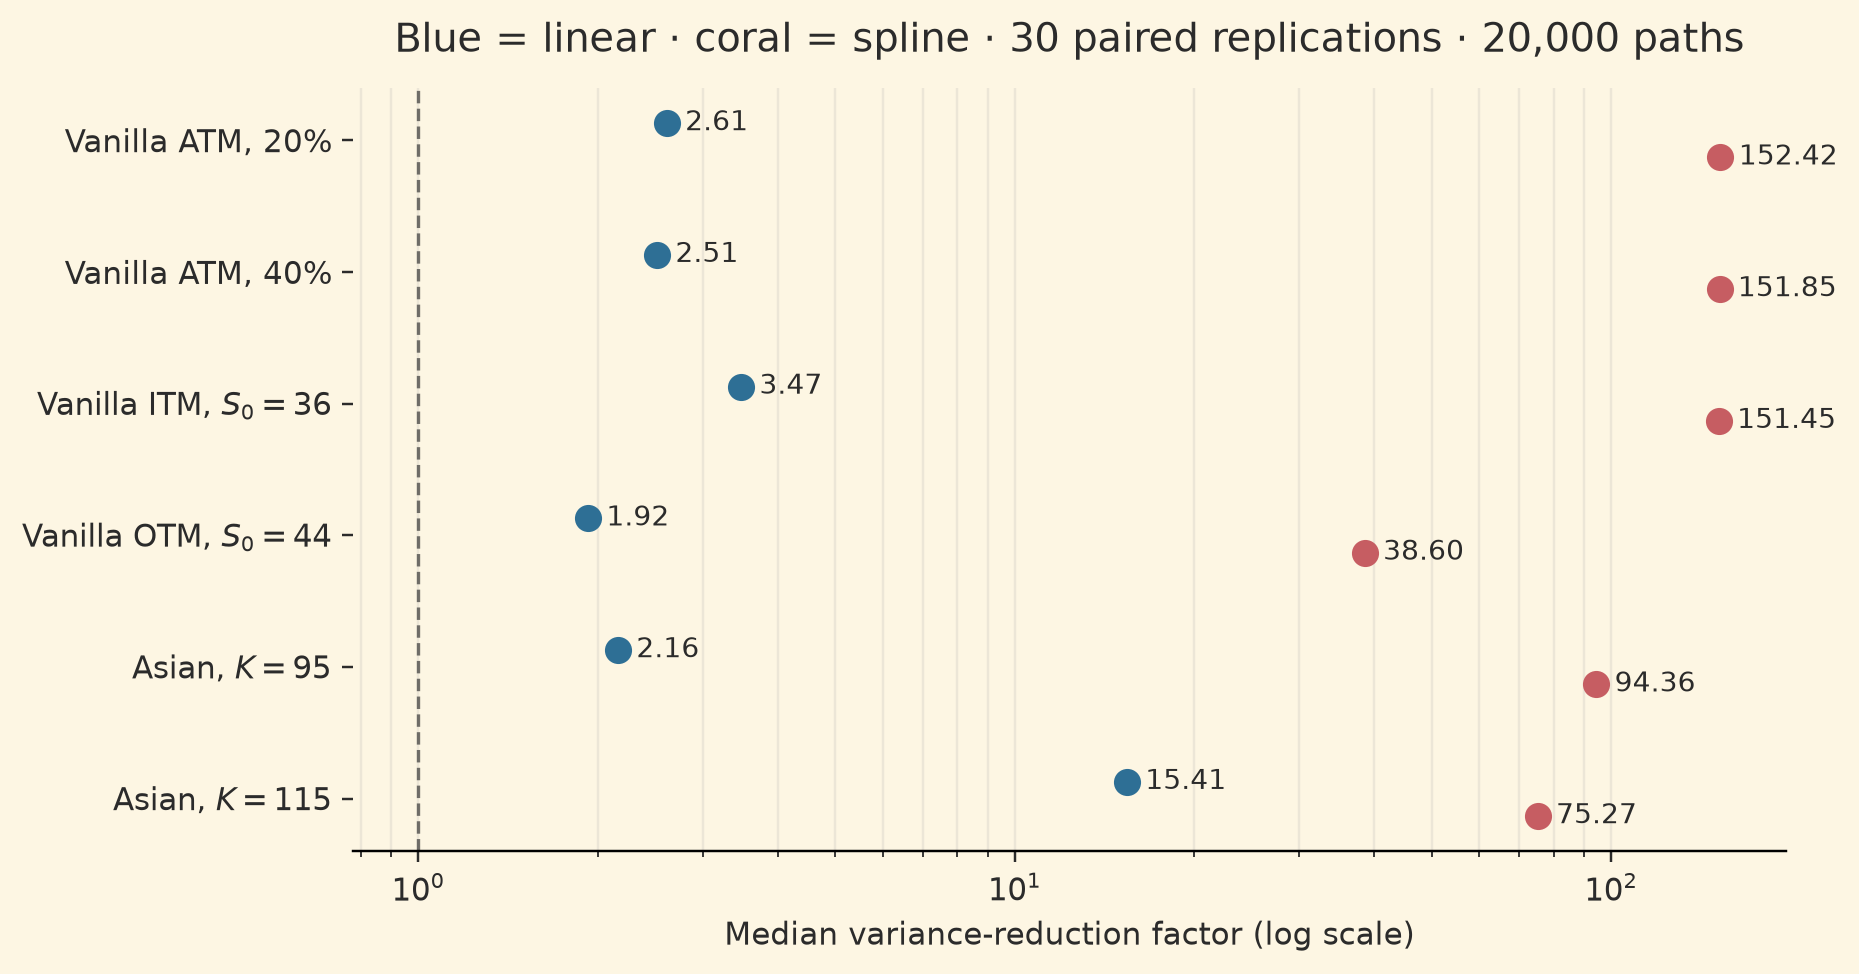 Blue = linear · coral = spline · 30 paired replications · 20,000 paths
Vanilla ATM, 20%
2.61
152.42
Vanilla ATM, 40%
2.51
151.85
Vanilla ITM, S₀ = 36
3.47
151.45
Vanilla OTM, S₀ = 44
1.92
38.60
Asian, K = 95
2.16
94.36
Asian, K = 115
15.41
75.27
10⁰ 10¹ 10²
Median variance-reduction factor (log scale)